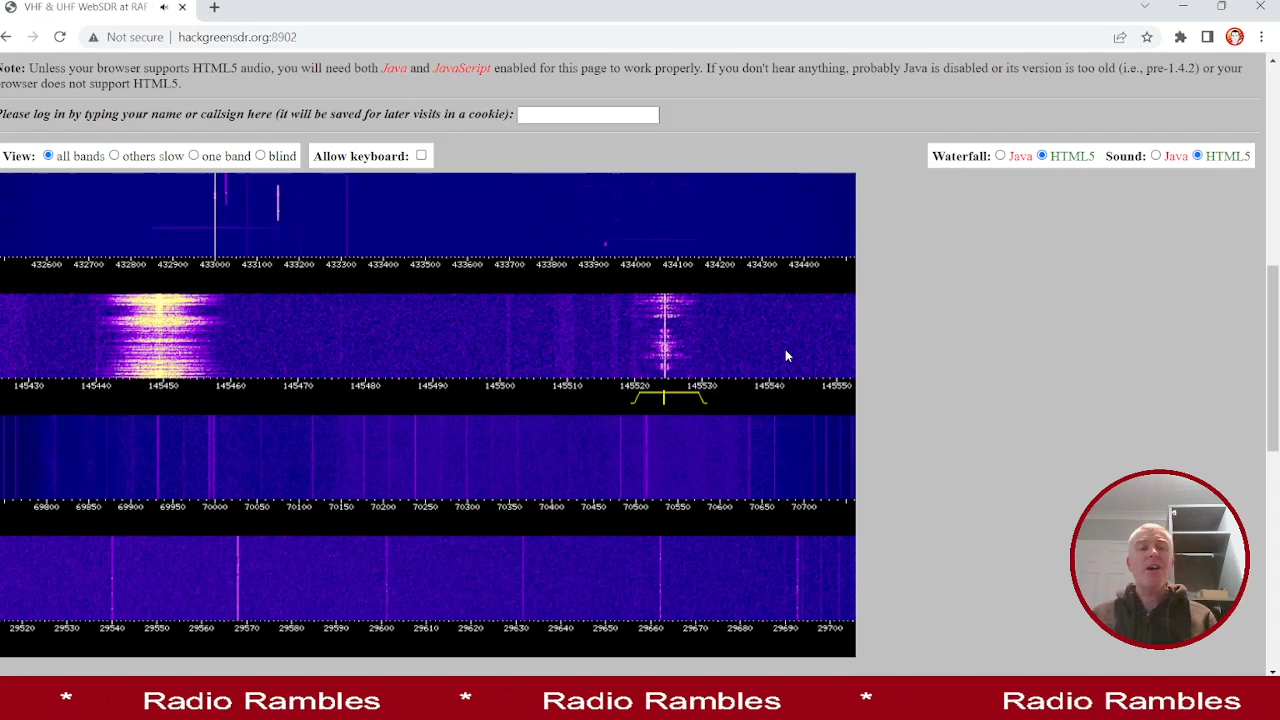 VHF & UHF WebSDR at RAF
Not secure | hackgreensdr.org:8902
Note: Unless your browser supports HTML5 audio, you will need both Java and JavaScript enabled for this page to work properly. If you don't hear anything, probably Java is disabled or its version is too old (i.e., pre-1.4.2) or your
rowser does not support HTML5).
Please log in by typing your name or callsign here (it will be saved for later visits in a cookie):
View: all bands others slow one band blind Allow keyboard: Waterfall: Java HTML5 Sound: Java HTML5
432600 432700 432800 432900 433000 433100 433200 433300 433400 433500 433600 433700 433800 433900 434000 434100 434200 434300 434400
145430 145440 145450 145460 145470 145480 145490 145500 145510 145520 145530 145540 145550
69800 69850 69900 69950 70000 70050 70100 70150 70200 70250 70300 70350 70400 70450 70500 70550 70600 70650 70700
29520 29530 29540 29550 29560 29570 29580 29590 29600 29610 29620 29630 29640 29650 29660 29670 29680 29690 29700
* Radio Rambles * Radio Rambles * Radio Rambles